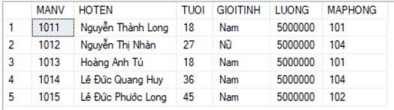 MANV HOTEN TUOI GIOITINH LUONG MAPHONG
1 1011 Nguyễn Thành Long 18 Nam 5000000 101
2 1012 Nguyễn Thị Nhàn 27 Nữ 5000000 104
3 1013 Hoàng Anh Tú 18 Nam 5000000 101
4 1014 Lê Đức Quang Huy 36 Nam 5000000 104
5 1015 Lê Đức Phước Long 45 Nam 5000000 102